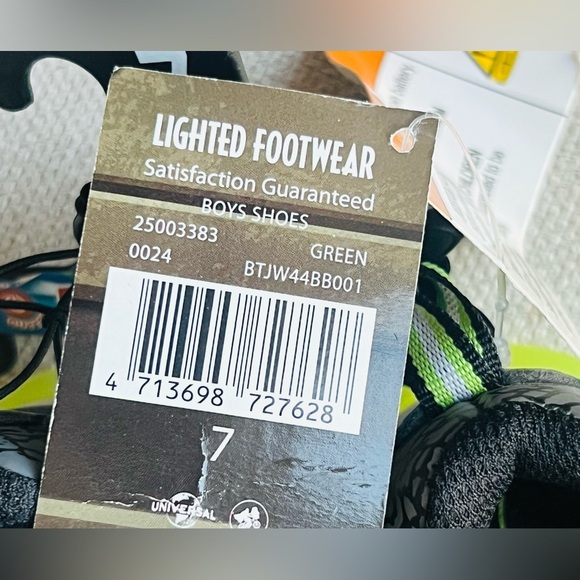 LIGHTED FOOTWEAR
Satisfaction Guaranteed
BOYS SHOES
25003383 GREEN
0024 BTJW44BB001
4 713698 727628
7
UNIVERSAL